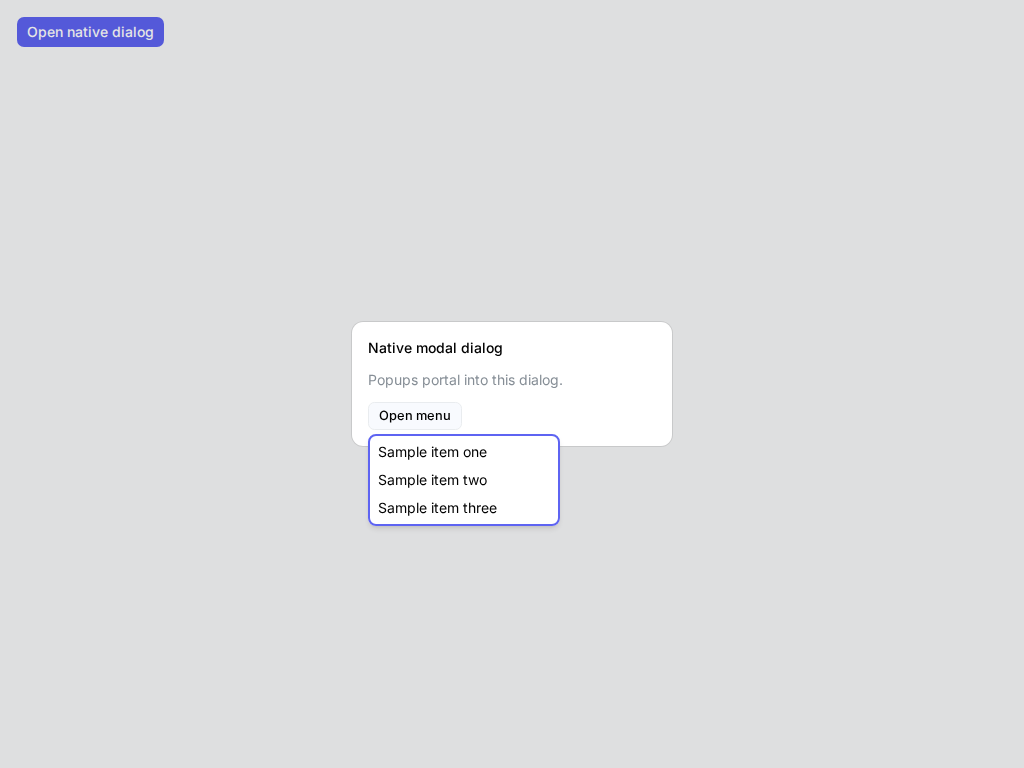 Open native dialog
Native modal dialog
Popups portal into this dialog.
Open menu
Sample item one
Sample item two
Sample item three